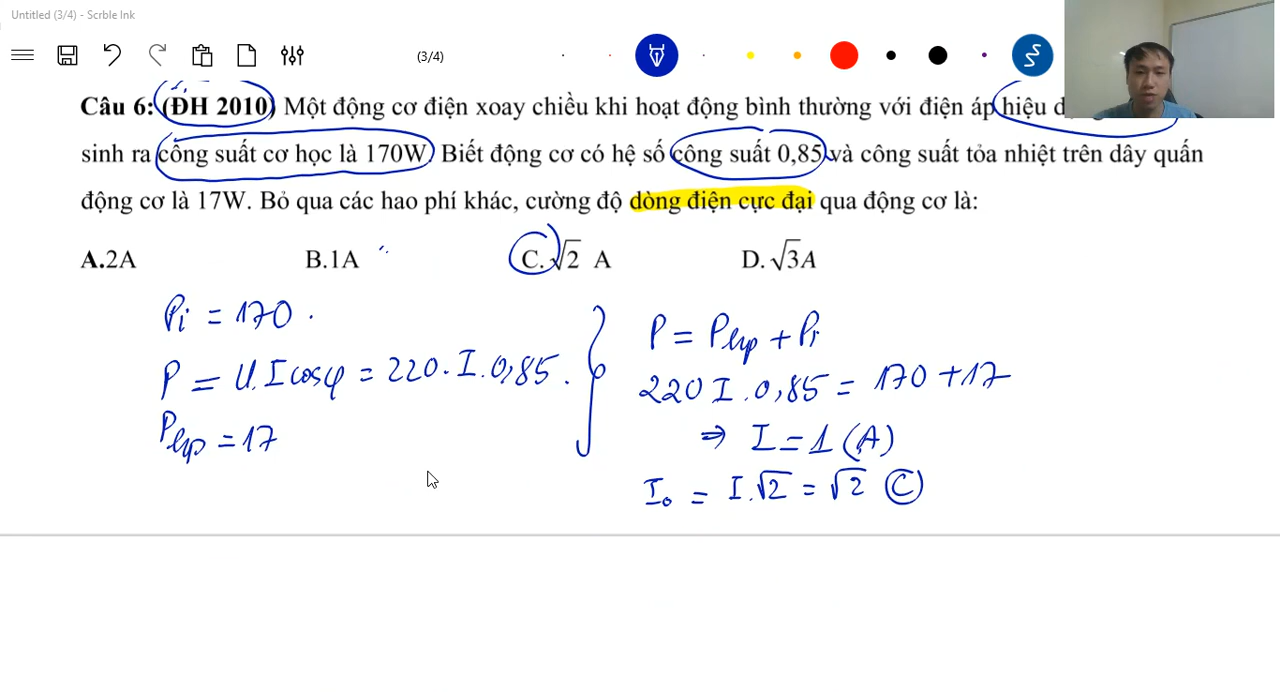 Untitled (3/4) - Scrble Ink
(3/4)
Câu 6: (ĐH 2010) Một động cơ điện xoay chiều khi hoạt động bình thường với điện áp hiệu
sinh ra công suất cơ học là 170W. Biết động cơ có hệ số công suất 0,85 và công suất tỏa nhiệt trên dây quấn
động cơ là 17W. Bỏ qua các hao phí khác, cường độ dòng điện cực đại qua động cơ là:
A.2A B.1A C.√2 A D.√3A
Pi = 170.
P = U.I cosφ = 220.I.0,85.
Php = 17
P = Php + Pi
220 I.0,85 = 170 + 17
⇒ I = 1 (A)
I₀ = I.√2 = √2 Ⓒ